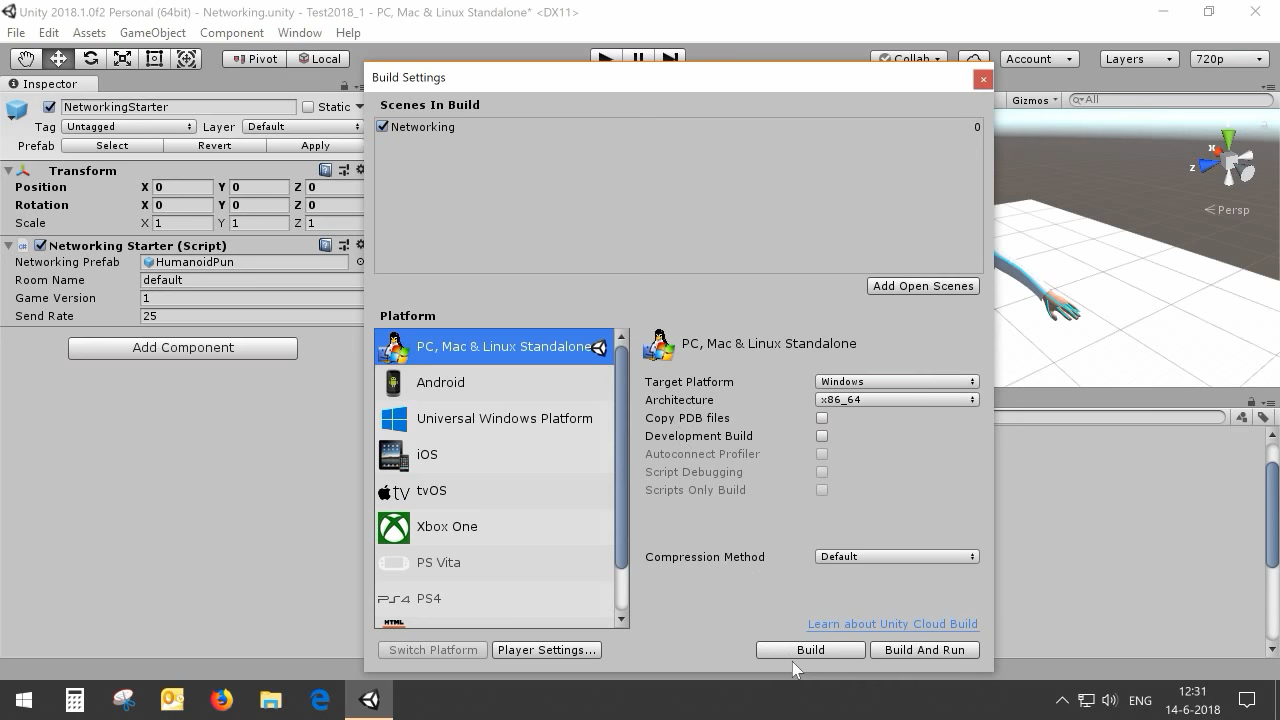 Unity 2018.1.0f2 Personal (64bit) - Networking.unity - Test2018_1 - PC, Mac & Linux Standalone* <DX11>
File Edit Assets GameObject Component Window Help
Pivot Local Collab Account Layers 720p
Inspector
Build Settings
NetworkingStarter Static
Tag Untagged Layer Default
Prefab Select Revert Apply
Transform
Position X 0 Y 0 Z 0
Rotation X 0 Y 0 Z 0
Scale X 1 Y 1 Z 1
Networking Starter (Script)
Networking Prefab HumanoidPun
Room Name default
Game Version 1
Send Rate 25
Add Component
Scenes In Build
Networking 0
Add Open Scenes
Platform
PC, Mac & Linux Standalone
Android
Universal Windows Platform
iOS
tvOS
Xbox One
PS Vita
PS4
HTML
PC, Mac & Linux Standalone
Target Platform Windows
Architecture x86_64
Copy PDB files
Development Build
Autoconnect Profiler
Script Debugging
Scripts Only Build
Compression Method Default
Learn about Unity Cloud Build
Switch Platform Player Settings... Build Build And Run
Gizmos All
x
z
Persp
ENG
12:31
14-6-2018